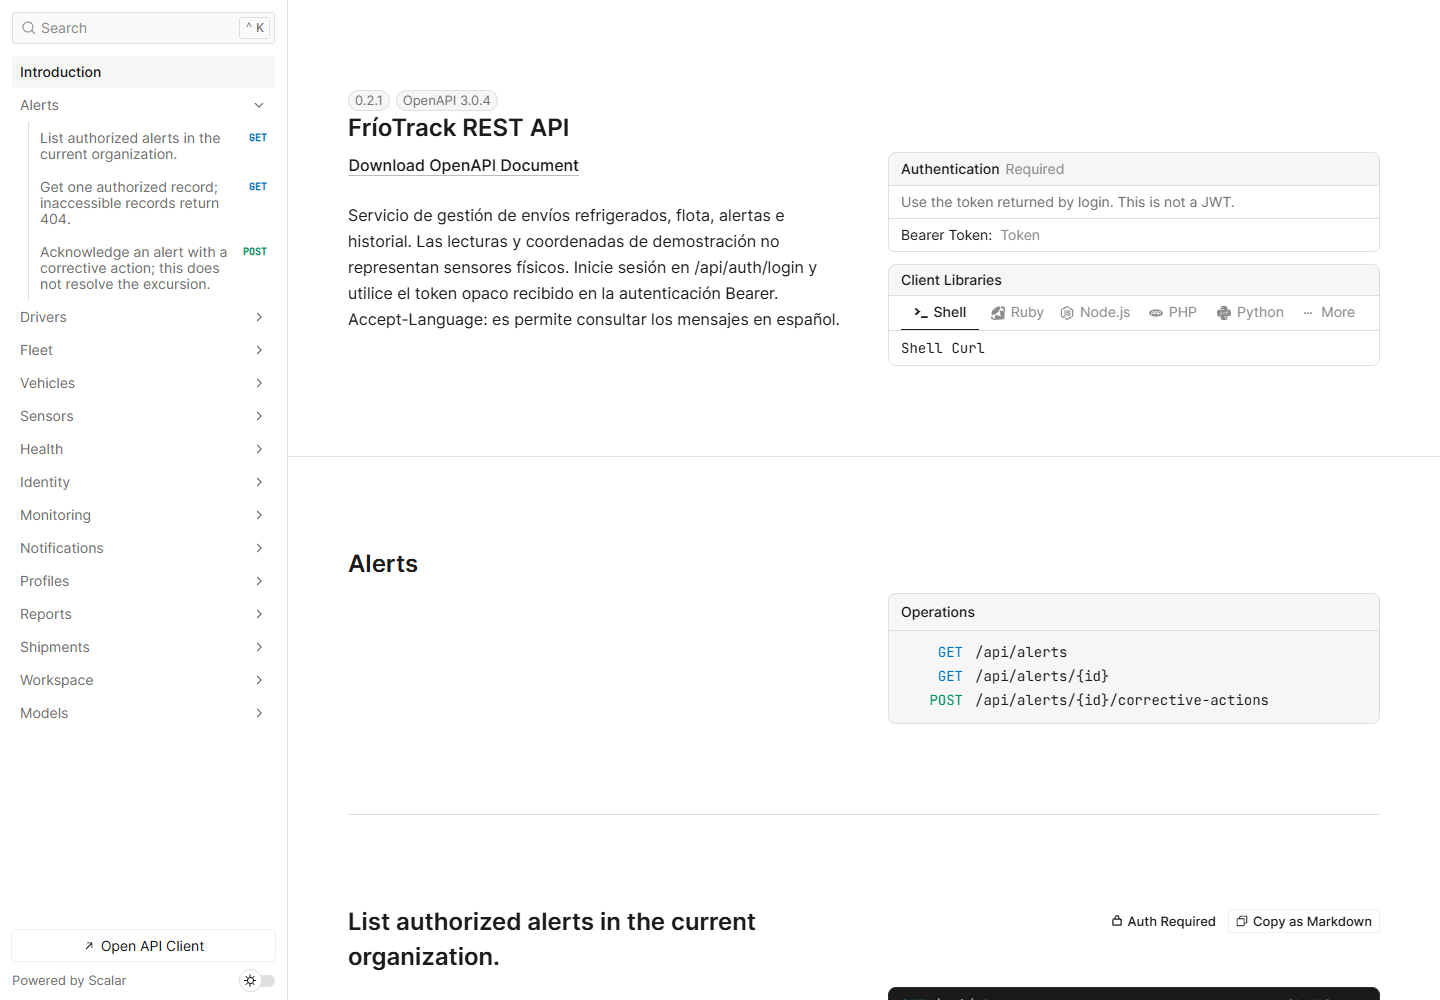 Search
^ K
Introduction
Alerts
List authorized alerts in the
current organization.
GET
Get one authorized record;
inaccessible records return
404.
GET
Acknowledge an alert with a
corrective action; this does
not resolve the excursion.
POST
Drivers
Fleet
Vehicles
Sensors
Health
Identity
Monitoring
Notifications
Profiles
Reports
Shipments
Workspace
Models
Open API Client
Powered by Scalar
0.2.1
OpenAPI 3.0.4
FríoTrack REST API
Download OpenAPI Document
Servicio de gestión de envíos refrigerados, flota, alertas e
historial. Las lecturas y coordenadas de demostración no
representan sensores físicos. Inicie sesión en /api/auth/login y
utilice el token opaco recibido en la autenticación Bearer.
Accept-Language: es permite consultar los mensajes en español.
Authentication Required
Use the token returned by login. This is not a JWT.
Bearer Token: Token
Client Libraries
Shell
Ruby
Node.js
PHP
Python
More
Shell Curl
Alerts
Operations
GET /api/alerts
GET /api/alerts/{id}
POST /api/alerts/{id}/corrective-actions
List authorized alerts in the current
organization.
Auth Required
Copy as Markdown